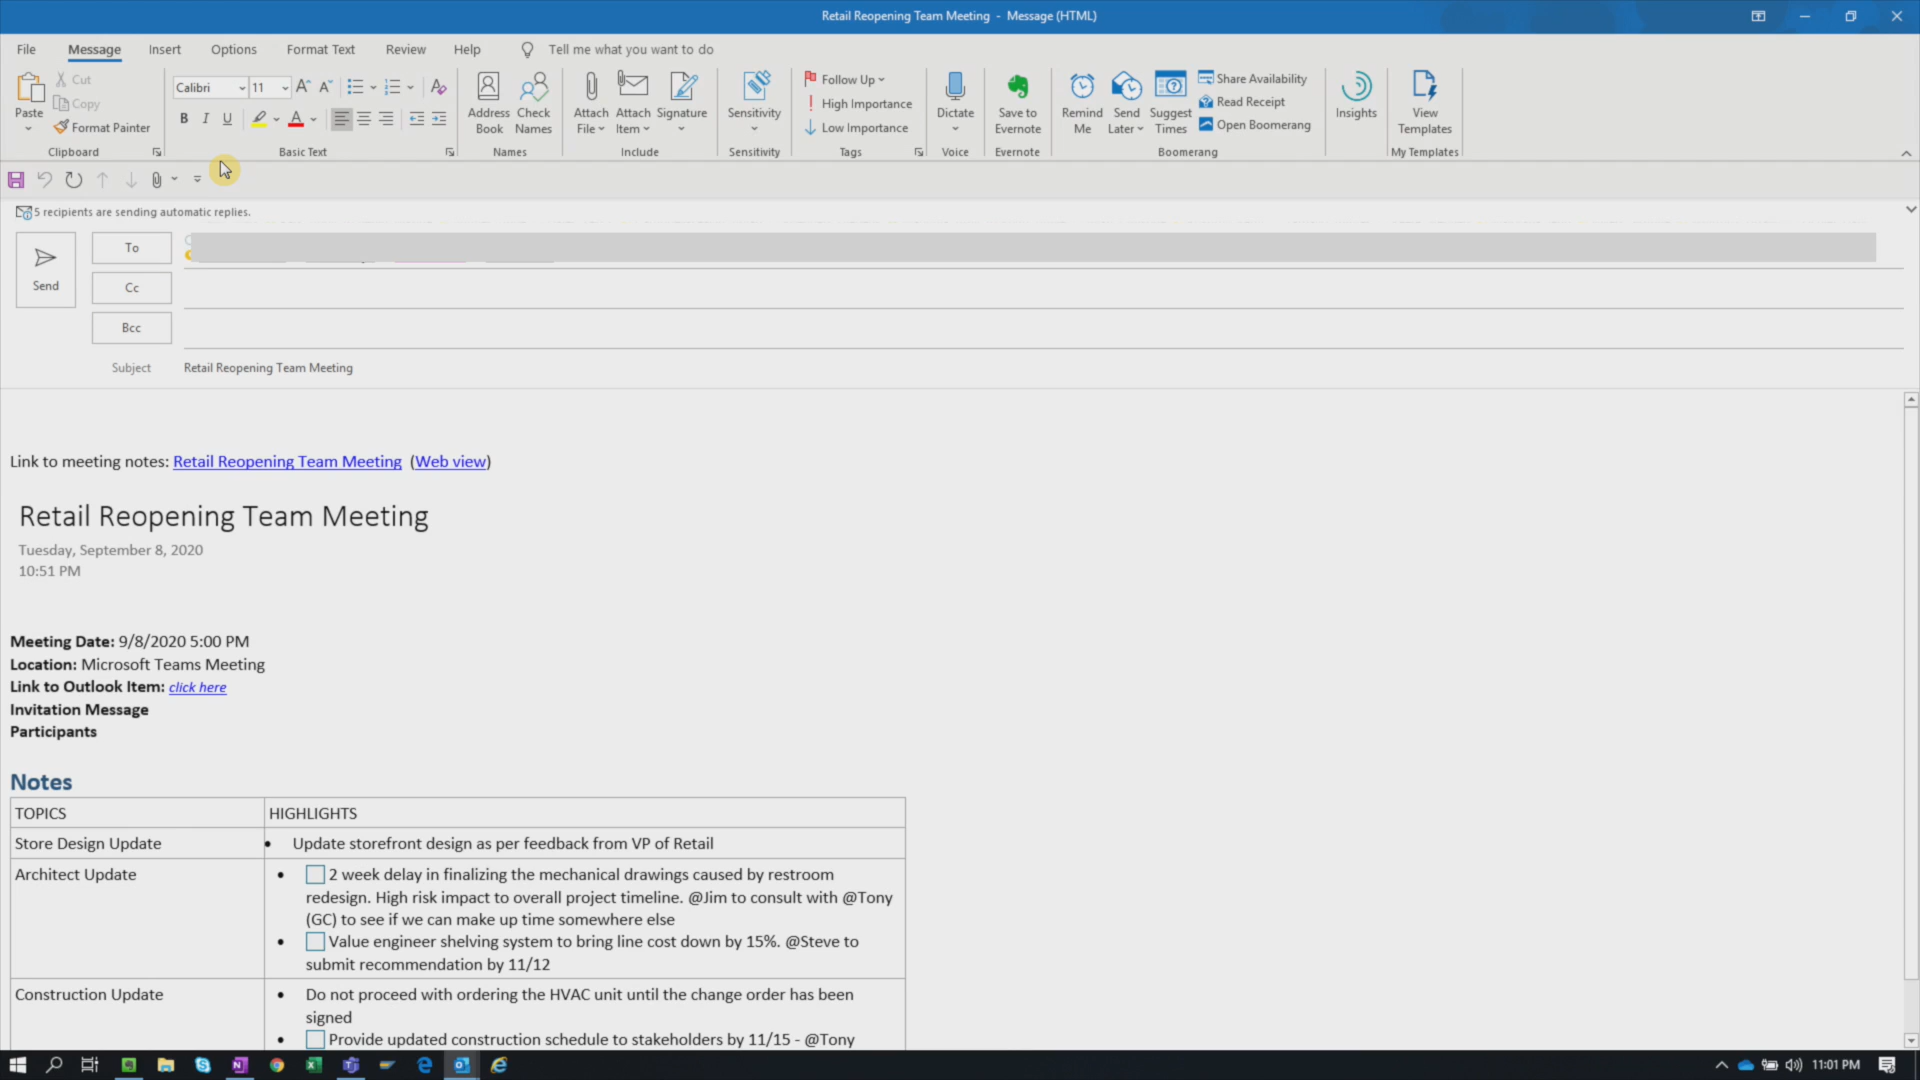 Retail Reopening Team Meeting - Message (HTML)
File Message Insert Options Format Text Review Help Tell me what you want to do
Paste Cut Copy Format Painter Clipboard
Calibri 11 B I U Basic Text
Address Book Check Names Names
Attach File Attach Item Signature Include
Sensitivity Sensitivity
Follow Up High Importance Low Importance Tags
Dictate Voice
Save to Evernote Evernote
Remind Me Send Later Suggest Times Share Availability Read Receipt Open Boomerang Boomerang
Insights
View Templates My Templates
5 recipients are sending automatic replies.
Send
To
Cc
Bcc
Subject Retail Reopening Team Meeting
Link to meeting notes: Retail Reopening Team Meeting (Web view)
Retail Reopening Team Meeting
Tuesday, September 8, 2020
10:51 PM
Meeting Date: 9/8/2020 5:00 PM
Location: Microsoft Teams Meeting
Link to Outlook Item: click here
Invitation Message
Participants
Notes
TOPICS HIGHLIGHTS
Store Design Update • Update storefront design as per feedback from VP of Retail
Architect Update • 2 week delay in finalizing the mechanical drawings caused by restroom
redesign. High risk impact to overall project timeline. @Jim to consult with @Tony
(GC) to see if we can make up time somewhere else
• Value engineer shelving system to bring line cost down by 15%. @Steve to
submit recommendation by 11/12
Construction Update • Do not proceed with ordering the HVAC unit until the change order has been
signed
• Provide updated construction schedule to stakeholders by 11/15 - @Tony
11:01 PM